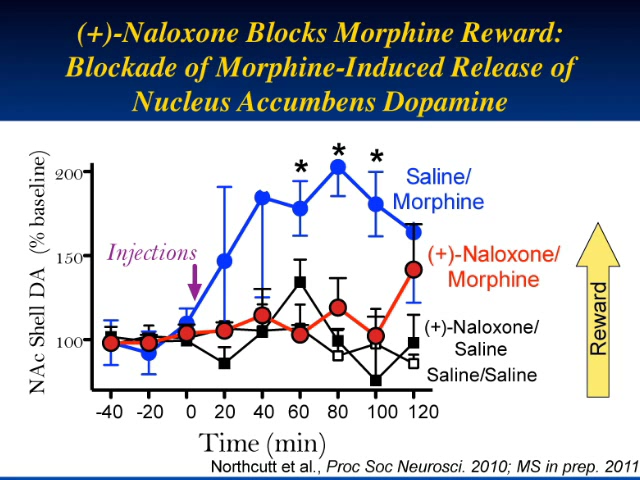 (+)-Naloxone Blocks Morphine Reward:
Blockade of Morphine-Induced Release of
Nucleus Accumbens Dopamine
NAc Shell DA (% baseline)
200
150
100
* * *
Saline/
Morphine
Injections
(+)-Naloxone/
Morphine
(+)-Naloxone/
Saline
Saline/Saline
Reward
-40 -20 0 20 40 60 80 100 120
Time (min)
Northcutt et al., Proc Soc Neurosci. 2010; MS in prep. 2011